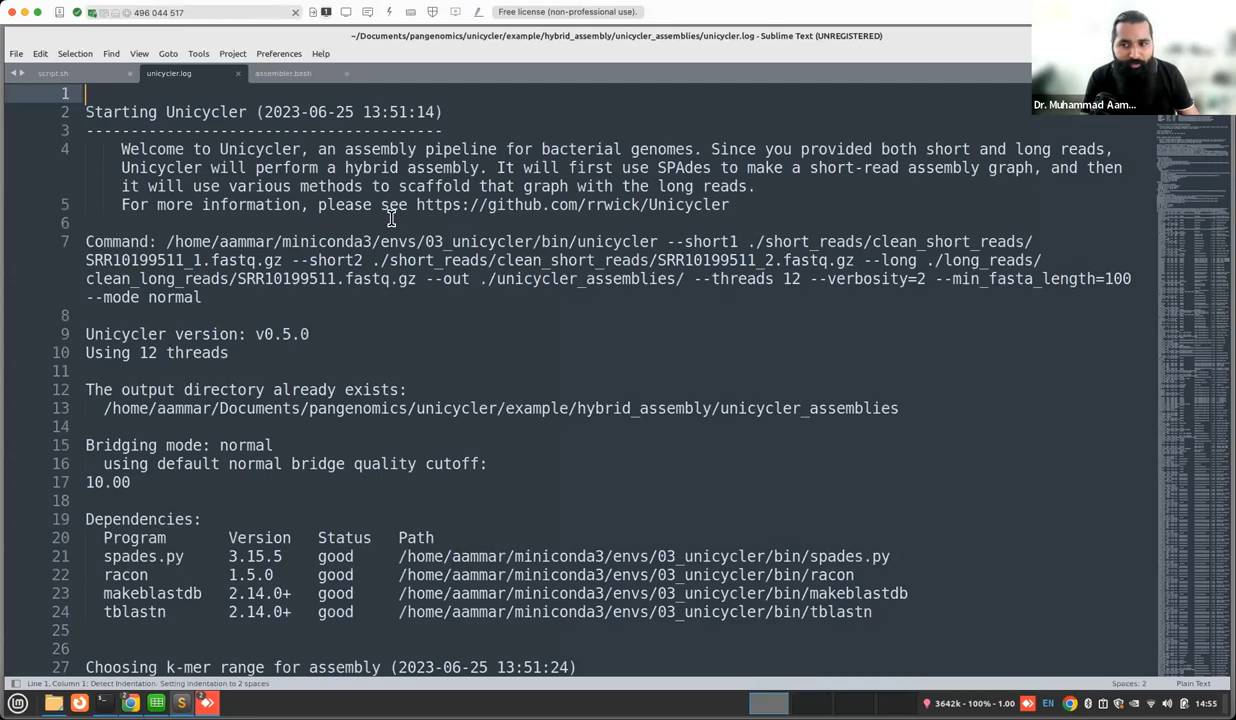 496 044 517
1
Free license (non-professional use).
~/Documents/pangenomics/unicycler/example/hybrid_assembly/unicycler_assemblies/unicycler.log - Sublime Text (UNREGISTERED)
File Edit Selection Find View Goto Tools Project Preferences Help
script.sh unicycler.log assembler.bash
Dr. Muhammad Aam...
1
2 Starting Unicycler (2023-06-25 13:51:14)
3 ----------------------------------------
4 Welcome to Unicycler, an assembly pipeline for bacterial genomes. Since you provided both short and long reads,
Unicycler will perform a hybrid assembly. It will first use SPAdes to make a short-read assembly graph, and then
it will use various methods to scaffold that graph with the long reads.
5 For more information, please see https://github.com/rrwick/Unicycler
6
7 Command: /home/aammar/miniconda3/envs/03_unicycler/bin/unicycler --short1 ./short_reads/clean_short_reads/
SRR10199511_1.fastq.gz --short2 ./short_reads/clean_short_reads/SRR10199511_2.fastq.gz --long ./long_reads/
clean_long_reads/SRR10199511.fastq.gz --out ./unicycler_assemblies/ --threads 12 --verbosity=2 --min_fasta_length=100
--mode normal
8
9 Unicycler version: v0.5.0
10 Using 12 threads
11
12 The output directory already exists:
13 /home/aammar/Documents/pangenomics/unicycler/example/hybrid_assembly/unicycler_assemblies
14
15 Bridging mode: normal
16 using default normal bridge quality cutoff:
17 10.00
18
19 Dependencies:
20 Program Version Status Path
21 spades.py 3.15.5 good /home/aammar/miniconda3/envs/03_unicycler/bin/spades.py
22 racon 1.5.0 good /home/aammar/miniconda3/envs/03_unicycler/bin/racon
23 makeblastdb 2.14.0+ good /home/aammar/miniconda3/envs/03_unicycler/bin/makeblastdb
24 tblastn 2.14.0+ good /home/aammar/miniconda3/envs/03_unicycler/bin/tblastn
25
26
27 Choosing k-mer range for assembly (2023-06-25 13:51:24)
Line 1, Column 1; Detect Indentation: Setting indentation to 2 spaces Spaces: 2 Plain Text
2 2 3642k - 100% - 1.00 EN 14:55